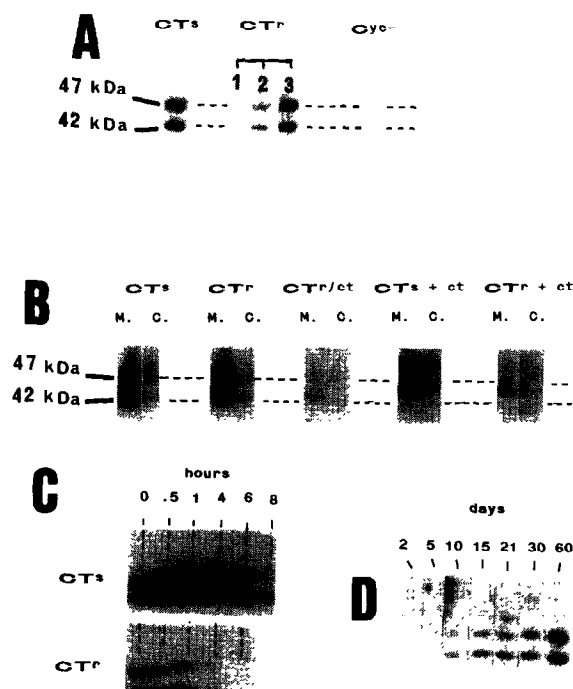 A
CTs CTr Cyc-
1 2 3
47 kDa
42 kDa
B
CTs CTr CTr/ct CTs + ct CTr + ct
M. C. M. C. M. C. M. C. M. C.
47 kDa
42 kDa
C
hours
0 .5 1 4 6 8
CTs
CTr
D
days
2 5 10 15 21 30 60